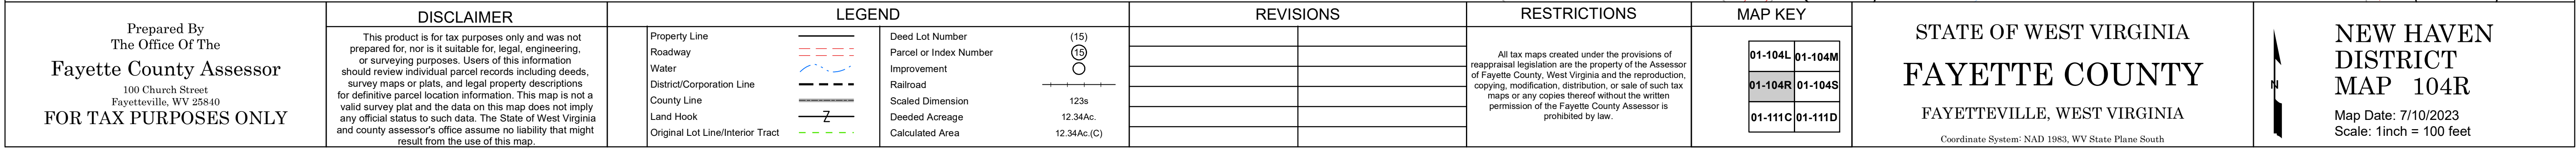 Prepared By
The Office Of The
Fayette County Assessor
100 Church Street
Fayetteville, WV 25840
FOR TAX PURPOSES ONLY
DISCLAIMER
This product is for tax purposes only and was not
prepared for, nor is it suitable for, legal, engineering,
or surveying purposes. Users of this information
should review individual parcel records including deeds,
survey maps or plats, and legal property descriptions
for definitive parcel location information. This map is not a
valid survey plat and the data on this map does not imply
any official status to such data. The State of West Virginia
and county assessor's office assume no liability that might
result from the use of this map.
LEGEND
Property Line
Roadway
Water
District/Corporation Line
County Line
Land Hook Z
Original Lot Line/Interior Tract
Deed Lot Number (15)
Parcel or Index Number 15
Improvement
Railroad
Scaled Dimension 123s
Deeded Acreage 12.34Ac.
Calculated Area 12.34Ac.(C)
REVISIONS
RESTRICTIONS
All tax maps created under the provisions of
reappraisal legislation are the property of the Assessor
of Fayette County, West Virginia and the reproduction,
copying, modification, distribution, or sale of such tax
maps or any copies thereof without the written
permission of the Fayette County Assessor is
prohibited by law.
MAP KEY
01-104L 01-104M
01-104R 01-104S
01-111C 01-111D
STATE OF WEST VIRGINIA
FAYETTE COUNTY
FAYETTEVILLE, WEST VIRGINIA
Coordinate System: NAD 1983, WV State Plane South
N
NEW HAVEN
DISTRICT
MAP 104R
Map Date: 7/10/2023
Scale: 1inch = 100 feet